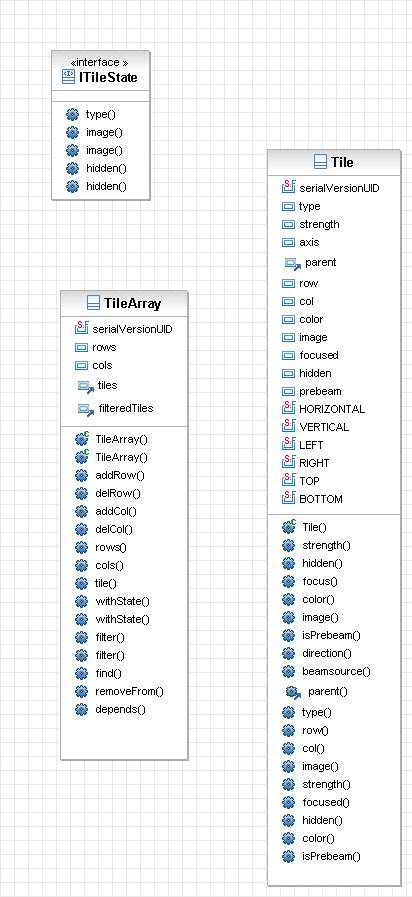 «interface »
ITileState
type()
image()
image()
hidden()
hidden()
Tile
serialVersionUID
type
strength
axis
parent
row
col
color
image
focused
hidden
prebeam
HORIZONTAL
VERTICAL
LEFT
RIGHT
TOP
BOTTOM
Tile()
strength()
hidden()
focus()
color()
image()
isPrebeam()
direction()
beamsource()
parent()
type()
row()
col()
image()
strength()
focused()
hidden()
color()
isPrebeam()
TileArray
serialVersionUID
rows
cols
tiles
filteredTiles
TileArray()
TileArray()
addRow()
delRow()
addCol()
delCol()
rows()
cols()
tile()
withState()
withState()
filter()
filter()
find()
removeFrom()
depends()